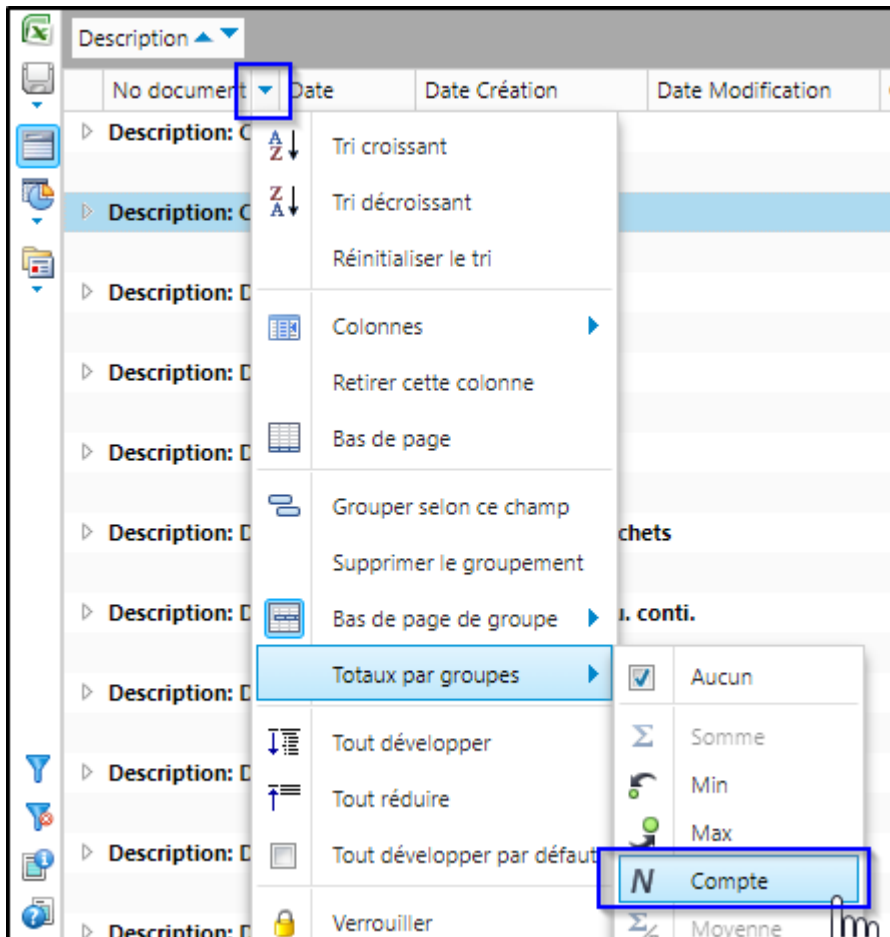 Description
No document Date Date Création Date Modification
Description: C
Tri croissant
Tri décroissant
Description: C
Réinitialiser le tri
Description: D
Colonnes
Description: D
Retirer cette colonne
Bas de page
Description: D
Grouper selon ce champ
Description: D chets
Supprimer le groupement
Description: D Bas de page de groupe u. conti.
Totaux par groupes Aucun
Description: D
Tout développer Somme
Description: D Min
Tout réduire
Max
Description: D Tout développer par défaut
N Compte
Verrouiller Moyenne
Description: D